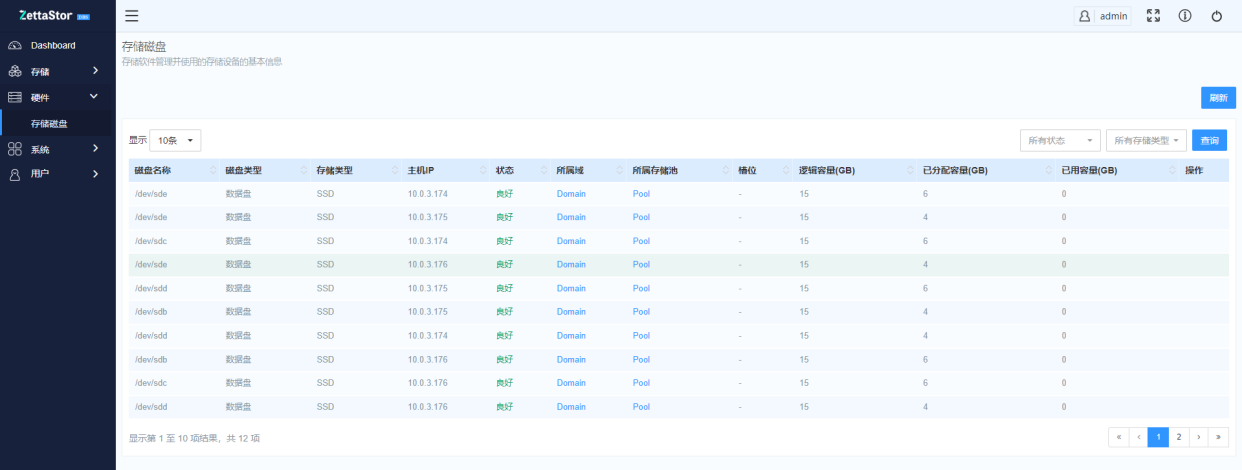 ZettaStor DBS
admin
Dashboard
存储
硬件
存储磁盘
系统
用户
存储磁盘
存储软件管理并使用的存储设备的基本信息
刷新
显示 10条 所有状态 所有存储类型 查询
磁盘名称 磁盘类型 存储类型 主机IP 状态 所属域 所属存储池 槽位 逻辑容量(GB) 已分配容量(GB) 已用容量(GB) 操作
/dev/sde 数据盘 SSD 10.0.3.174 良好 Domain Pool - 15 6 0
/dev/sde 数据盘 SSD 10.0.3.175 良好 Domain Pool - 15 4 0
/dev/sdc 数据盘 SSD 10.0.3.174 良好 Domain Pool - 15 6 0
/dev/sde 数据盘 SSD 10.0.3.176 良好 Domain Pool - 15 4 0
/dev/sdd 数据盘 SSD 10.0.3.175 良好 Domain Pool - 15 6 0
/dev/sdb 数据盘 SSD 10.0.3.175 良好 Domain Pool - 15 4 0
/dev/sdd 数据盘 SSD 10.0.3.174 良好 Domain Pool - 15 4 0
/dev/sdb 数据盘 SSD 10.0.3.176 良好 Domain Pool - 15 6 0
/dev/sdc 数据盘 SSD 10.0.3.176 良好 Domain Pool - 15 6 0
/dev/sdd 数据盘 SSD 10.0.3.176 良好 Domain Pool - 15 4 0
显示第 1 至 10 项结果，共 12 项
« ‹ 1 2 › »